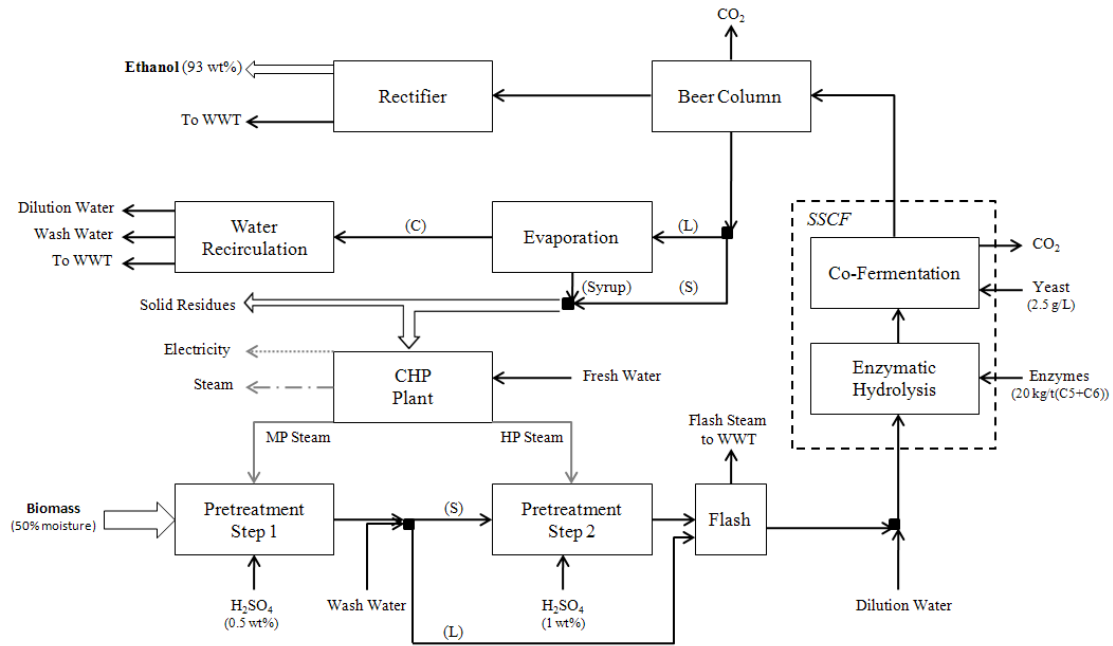 CO₂
Ethanol (93 wt%)
Rectifier
Beer Column
To WWT
Dilution Water
Wash Water
To WWT
Water
Recirculation
(C)
Evaporation
(L)
(Syrup)
(S)
SSCF
Co-Fermentation
CO₂
Yeast
(2.5 g/L)
Enzymatic
Hydrolysis
Enzymes
(20 kg/t(C5+C6))
Solid Residues
Electricity
Steam
CHP
Plant
Fresh Water
MP Steam
HP Steam
Flash Steam
to WWT
Biomass
(50% moisture)
Pretreatment
Step 1
(S)
Pretreatment
Step 2
Flash
H₂SO₄
(0.5 wt%)
Wash Water
(L)
H₂SO₄
(1 wt%)
Dilution Water